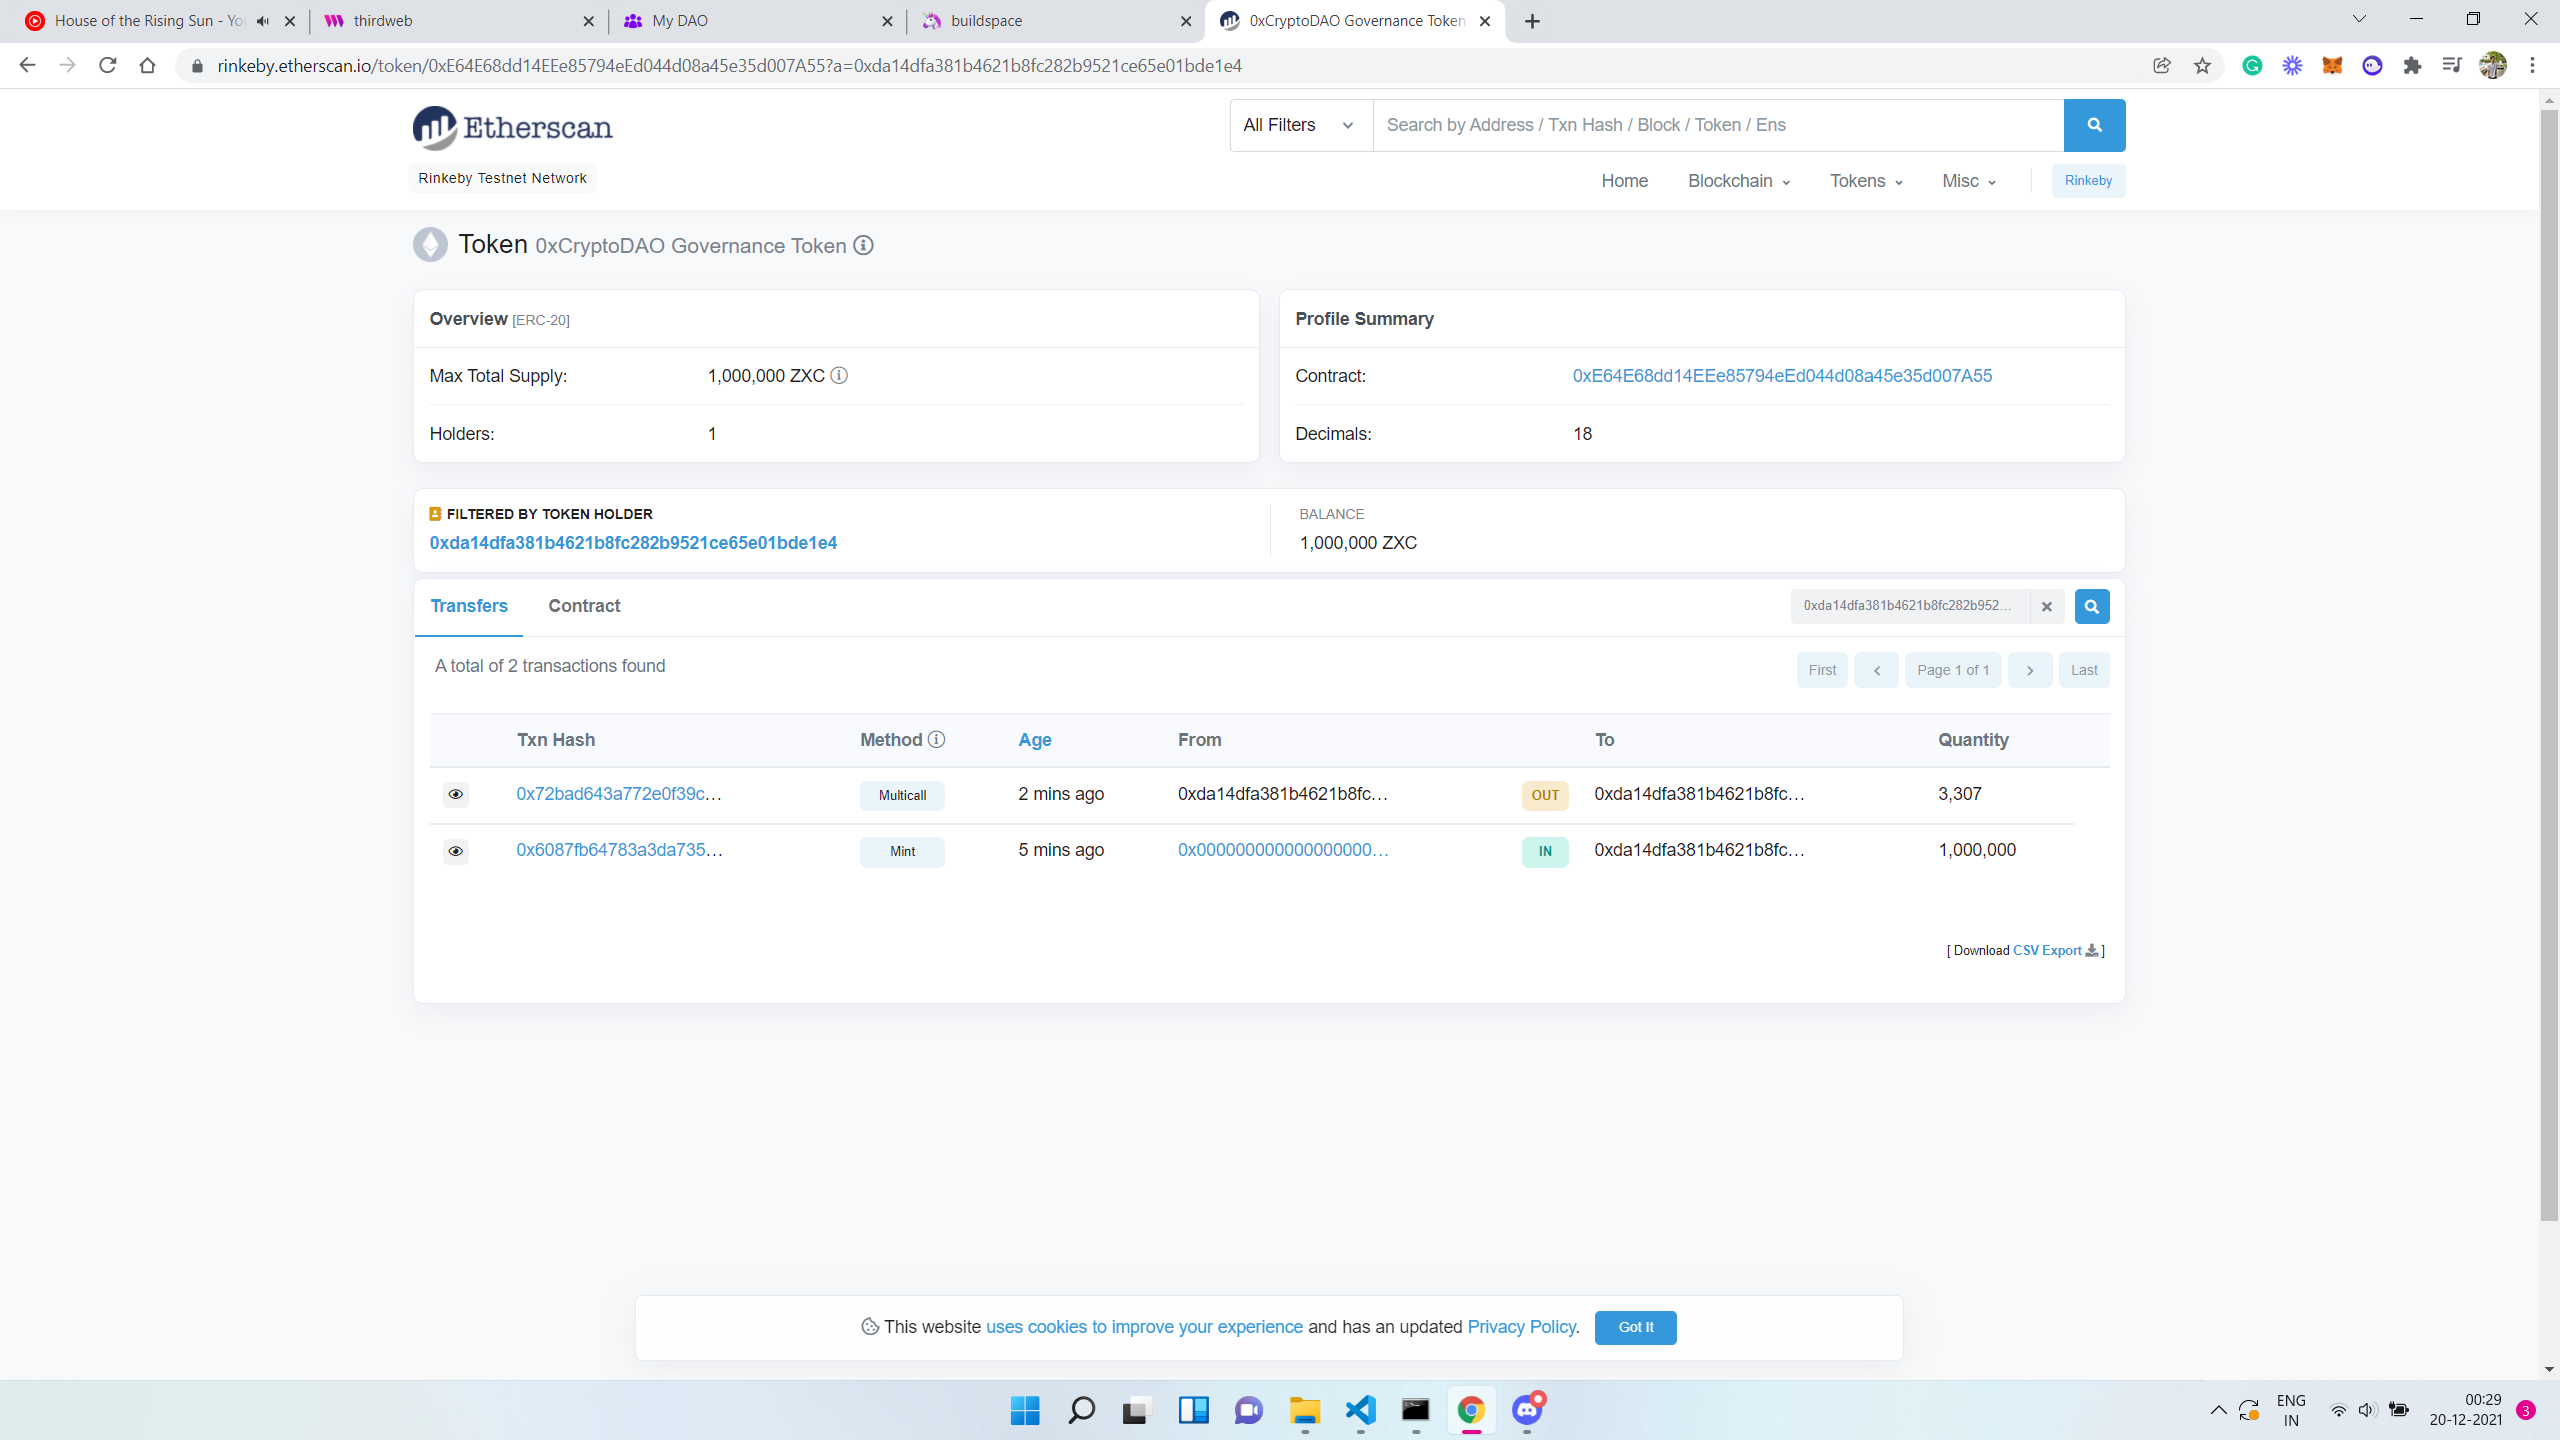 House of the Rising Sun - Yo
thirdweb
My DAO
buildspace
0xCryptoDAO Governance Token
rinkeby.etherscan.io/token/0xE64E68dd14EEe85794eEd044d08a45e35d007A55?a=0xda14dfa381b4621b8fc282b9521ce65e01bde1e4
Etherscan
All Filters
Search by Address / Txn Hash / Block / Token / Ens
Rinkeby Testnet Network
Home
Blockchain
Tokens
Misc
Rinkeby
Token 0xCryptoDAO Governance Token
Overview [ERC-20]
Max Total Supply: 1,000,000 ZXC
Holders: 1
Profile Summary
Contract: 0xE64E68dd14EEe85794eEd044d08a45e35d007A55
Decimals: 18
FILTERED BY TOKEN HOLDER
0xda14dfa381b4621b8fc282b9521ce65e01bde1e4
BALANCE
1,000,000 ZXC
Transfers
Contract
0xda14dfa381b4621b8fc282b952...
A total of 2 transactions found
First
Page 1 of 1
Last
Txn Hash Method Age From To Quantity
0x72bad643a772e0f39c... Multicall 2 mins ago 0xda14dfa381b4621b8fc... OUT 0xda14dfa381b4621b8fc... 3,307
0x6087fb64783a3da735... Mint 5 mins ago 0x000000000000000000... IN 0xda14dfa381b4621b8fc... 1,000,000
[ Download CSV Export ]
This website uses cookies to improve your experience and has an updated Privacy Policy.
Got It
ENG
IN
00:29
20-12-2021
3